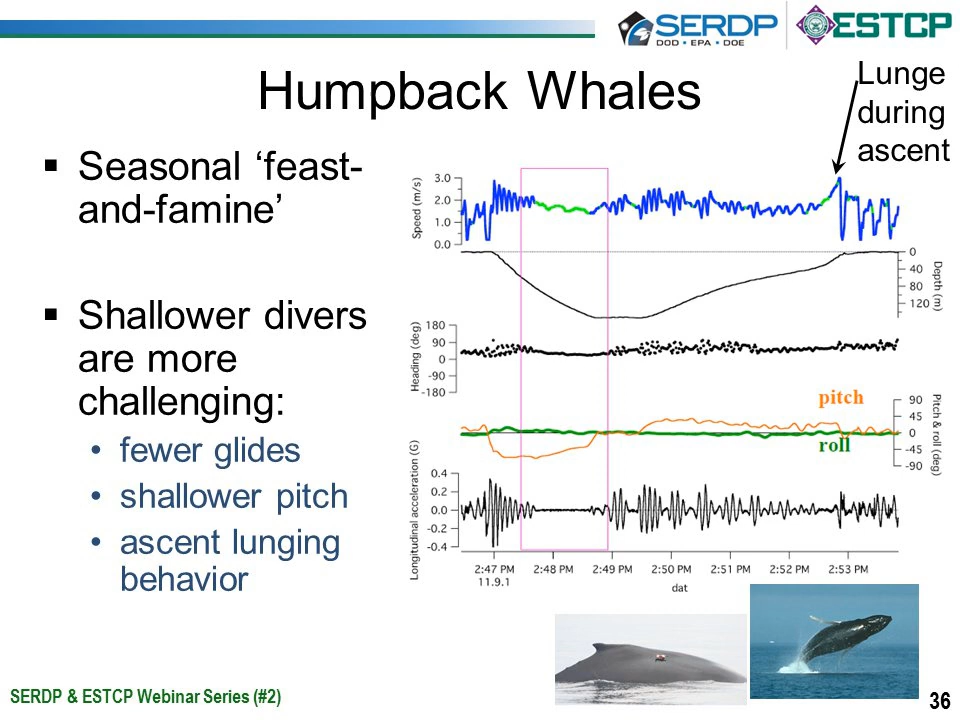 SERDP
DOD • EPA • DOE
ESTCP
Humpback Whales
Lunge
during
ascent
▪ Seasonal ‘feast-
and-famine’
▪ Shallower divers
are more
challenging:
• fewer glides
• shallower pitch
• ascent lunging
behavior
Speed (m/s)
3.0
2.0
1.0
0.0
0
40
80
120
Depth (m)
Heading (deg)
180
90
0
-90
-180
pitch
roll
90
45
0
-45
-90
Pitch & roll (deg)
Longitudinal acceleration (G)
0.4
0.2
0.0
-0.2
-0.4
2:47 PM 2:48 PM 2:49 PM 2:50 PM 2:51 PM 2:52 PM 2:53 PM
11.9.1
dat
SERDP & ESTCP Webinar Series (#2)
36